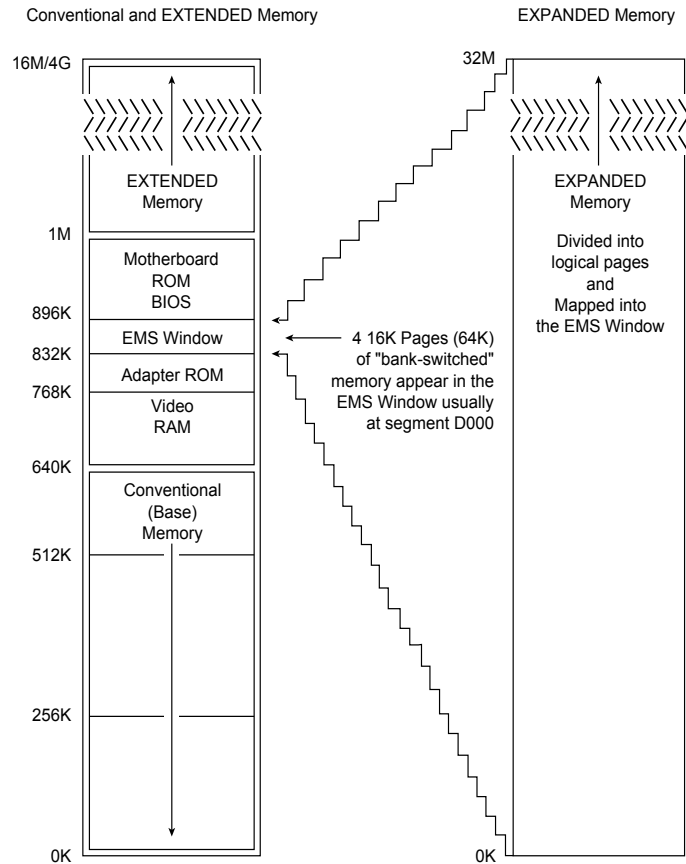 Conventional and EXTENDED Memory
EXPANDED Memory
16M/4G
EXTENDED
Memory
1M
Motherboard
ROM
BIOS
896K
EMS Window
832K
Adapter ROM
768K
Video
RAM
640K
Conventional
(Base)
Memory
512K
256K
0K
4 16K Pages (64K)
of "bank-switched"
memory appear in the
EMS Window usually
at segment D000
32M
EXPANDED
Memory
Divided into
logical pages
and
Mapped into
the EMS Window
0K